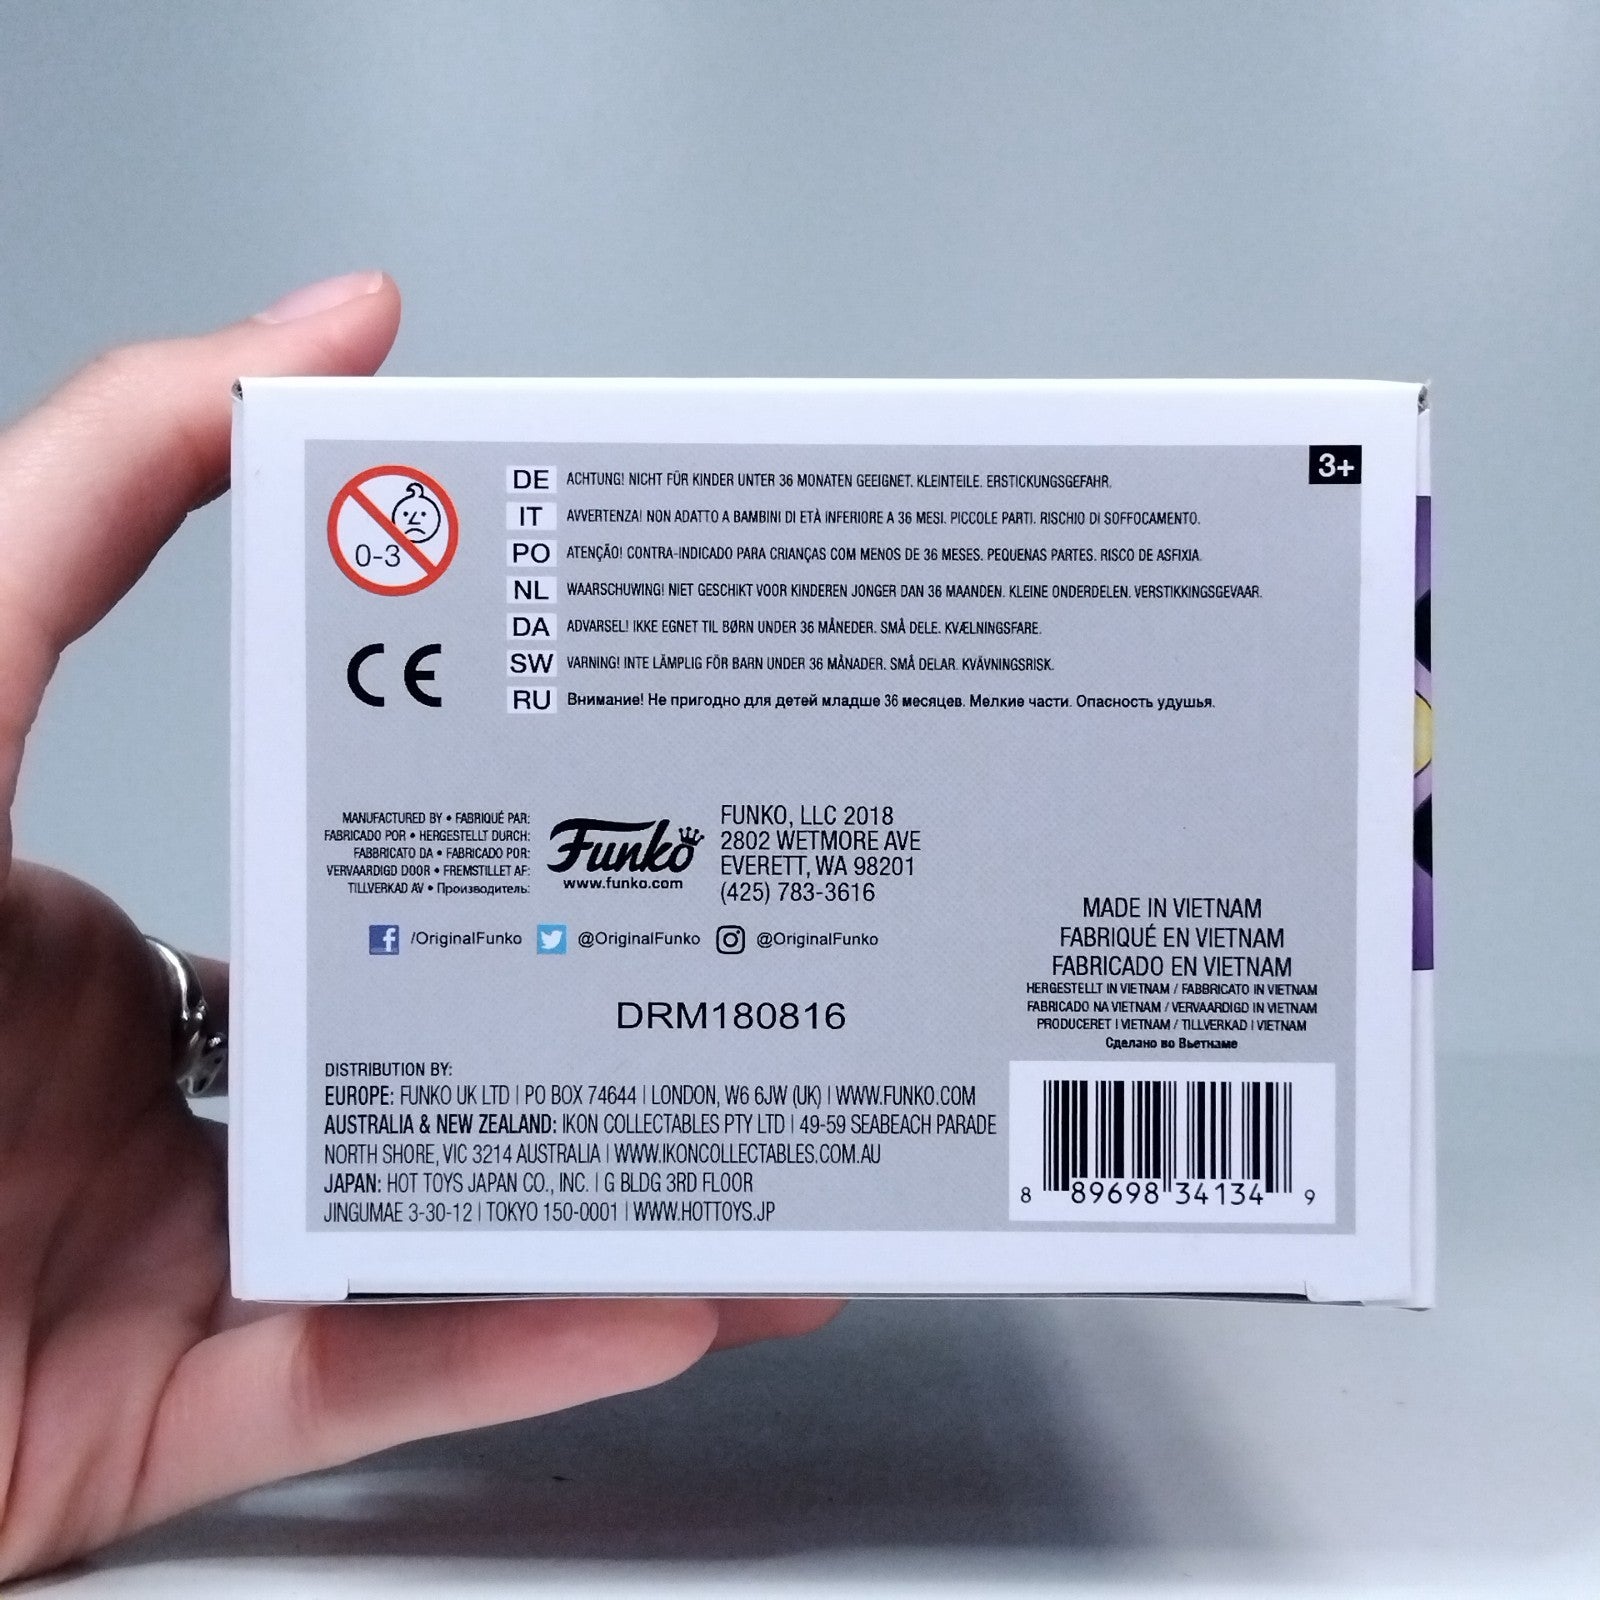 3+
0-3
DE ACHTUNG! NICHT FÜR KINDER UNTER 36 MONATEN GEEIGNET. KLEINTEILE. ERSTICKUNGSGEFAHR.
IT AVVERTENZA! NON ADATTO A BAMBINI DI ETÀ INFERIORE A 36 MESI. PICCOLE PARTI. RISCHIO DI SOFFOCAMENTO.
PO ATENÇÃO! CONTRA-INDICADO PARA CRIANÇAS COM MENOS DE 36 MESES. PEQUENAS PARTES. RISCO DE ASFIXIA.
NL WAARSCHUWING! NIET GESCHIKT VOOR KINDEREN JONGER DAN 36 MAANDEN. KLEINE ONDERDELEN. VERSTIKKINGSGEVAAR.
DA ADVARSEL! IKKE EGNET TIL BØRN UNDER 36 MÅNEDER. SMÅ DELE. KVÆLNINGSFARE.
SW VARNING! INTE LÄMPLIG FÖR BARN UNDER 36 MÅNADER. SMÅ DELAR. KVÄVNINGSRISK.
RU Внимание! Не пригодно для детей младше 36 месяцев. Мелкие части. Опасность удушья.
CE
MANUFACTURED BY • FABRIQUÉ PAR:
FABRICADO POR • HERGESTELLT DURCH:
FABBRICATO DA • FABRICADO POR:
VERVAARDIGD DOOR • FREMSTILLET AF:
TILLVERKAD AV • Производитель:
Funko
www.funko.com
FUNKO, LLC 2018
2802 WETMORE AVE
EVERETT, WA 98201
(425) 783-3616
/OriginalFunko @OriginalFunko @OriginalFunko
DRM180816
MADE IN VIETNAM
FABRIQUÉ EN VIETNAM
FABRICADO EN VIETNAM
HERGESTELLT IN VIETNAM / FABBRICATO IN VIETNAM
FABRICADO NA VIETNAM / VERVAARDIGD IN VIETNAM
PRODUCERET I VIETNAM / TILLVERKAD I VIETNAM
Сделано во Вьетнаме
DISTRIBUTION BY:
EUROPE: FUNKO UK LTD | PO BOX 74644 | LONDON, W6 6JW (UK) | WWW.FUNKO.COM
AUSTRALIA & NEW ZEALAND: IKON COLLECTABLES PTY LTD | 49-59 SEABEACH PARADE
NORTH SHORE, VIC 3214 AUSTRALIA | WWW.IKONCOLLECTABLES.COM.AU
JAPAN: HOT TOYS JAPAN CO., INC. | G BLDG 3RD FLOOR
JINGUMAE 3-30-12 | TOKYO 150-0001 | WWW.HOTTOYS.JP
8 89698 34134 9